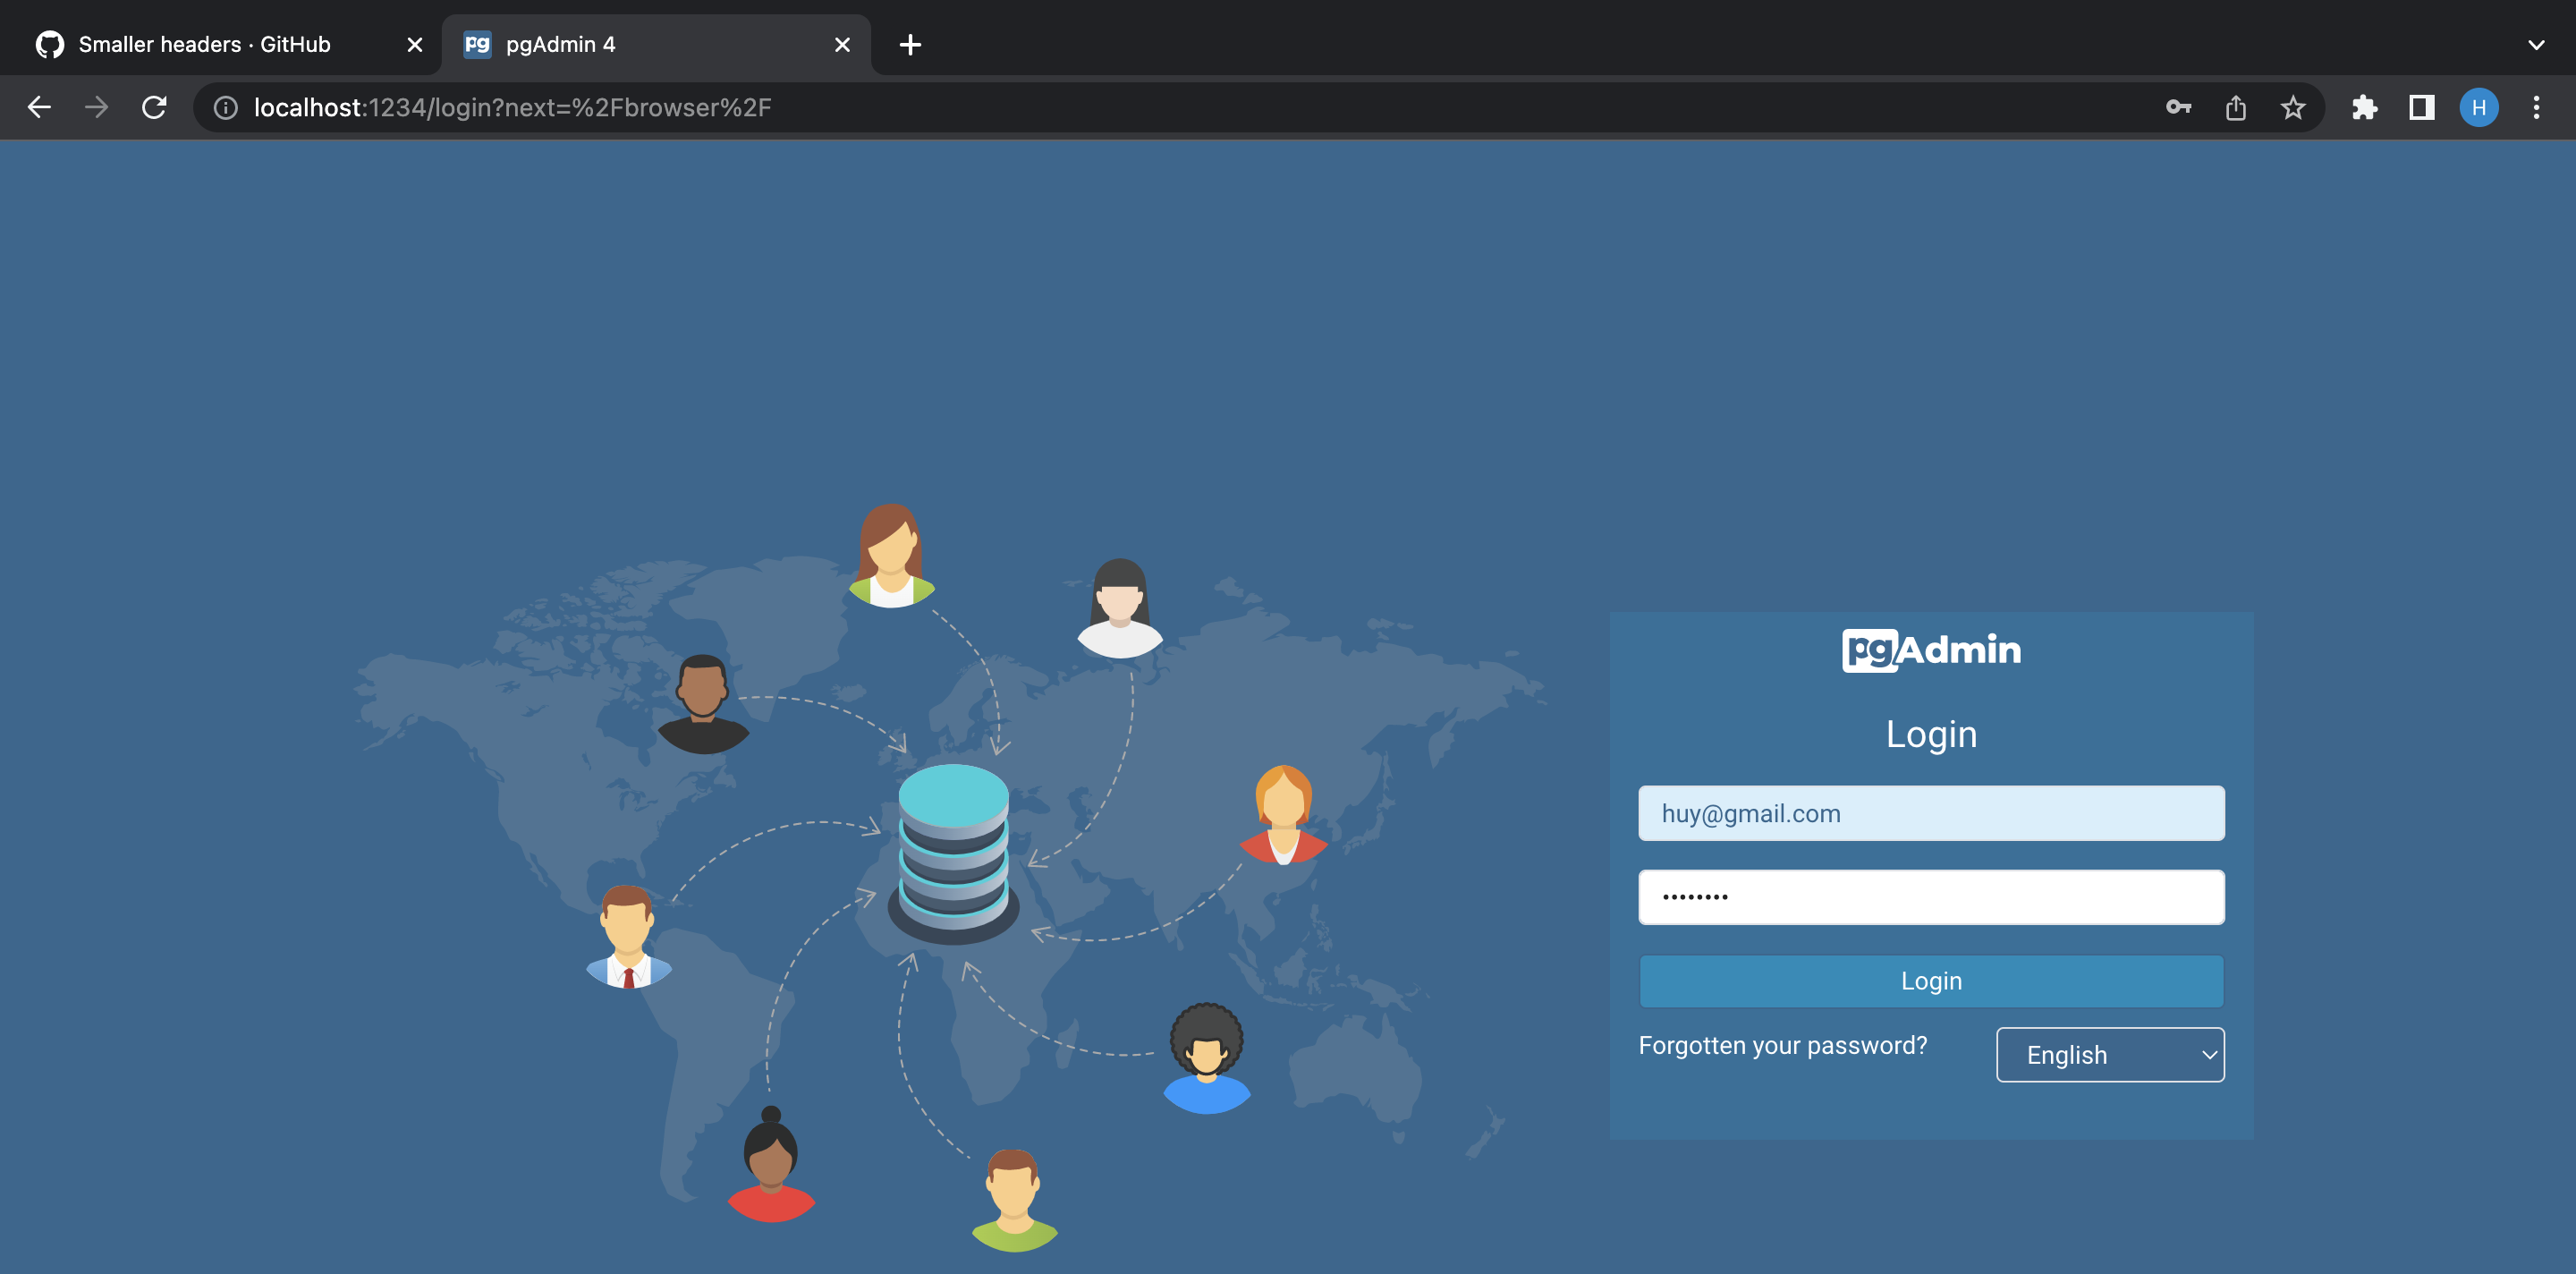 Smaller headers · GitHub
pg pgAdmin 4
localhost:1234/login?next=%2Fbrowser%2F
H
pgAdmin
Login
huy@gmail.com
••••••••
Login
Forgotten your password?
English